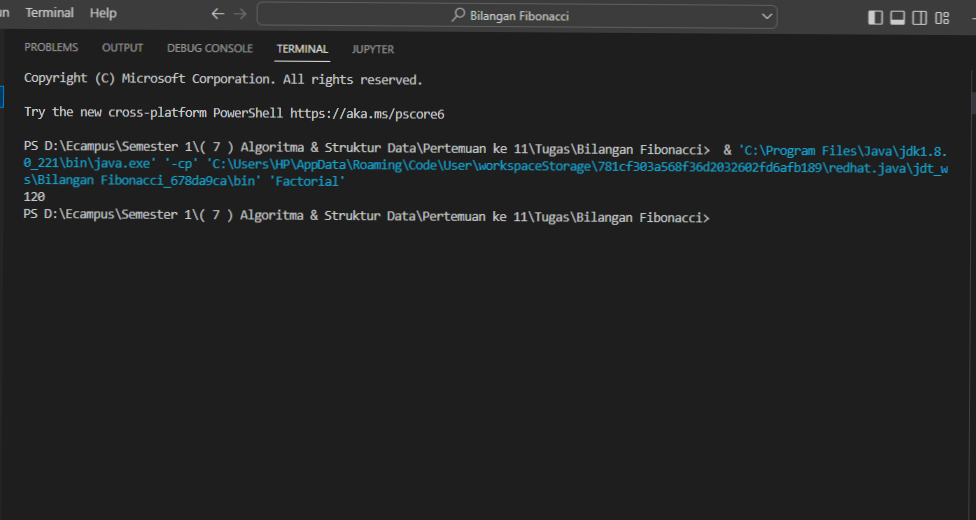 un Terminal Help ← → Bilangan Fibonacci
PROBLEMS OUTPUT DEBUG CONSOLE TERMINAL JUPYTER
Copyright (C) Microsoft Corporation. All rights reserved.
Try the new cross-platform PowerShell https://aka.ms/pscore6
PS D:\Ecampus\Semester 1\( 7 ) Algoritma & Struktur Data\Pertemuan ke 11\Tugas\Bilangan Fibonacci> & 'C:\Program Files\Java\jdk1.8.
0_221\bin\java.exe' '-cp' 'C:\Users\HP\AppData\Roaming\Code\User\workspaceStorage\781cf303a568f36d2032602fd6afb189\redhat.java\jdt_w
s\Bilangan Fibonacci_678da9ca\bin' 'Factorial'
120
PS D:\Ecampus\Semester 1\( 7 ) Algoritma & Struktur Data\Pertemuan ke 11\Tugas\Bilangan Fibonacci>